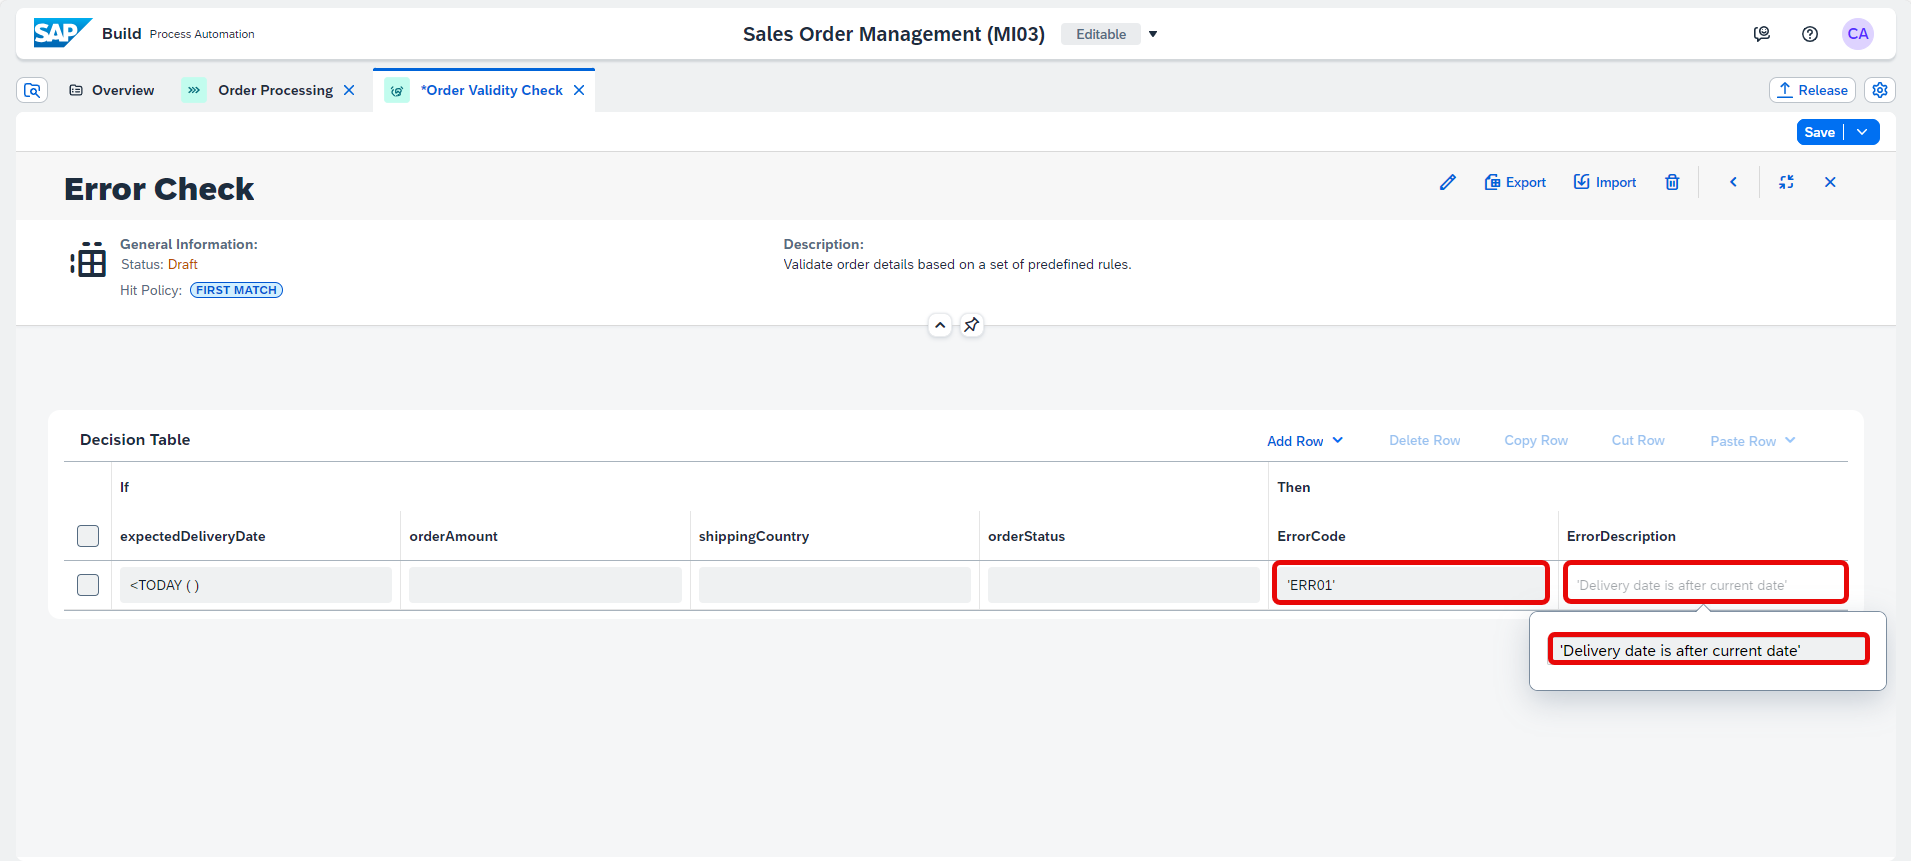 SAP Build Process Automation
Sales Order Management (MI03) Editable
CA
Overview
Order Processing
*Order Validity Check
Release
Save
Error Check
Export
Import
General Information:
Status: Draft
Hit Policy: FIRST MATCH
Description:
Validate order details based on a set of predefined rules.
Decision Table
Add Row
Delete Row
Copy Row
Cut Row
Paste Row
If
Then
expectedDeliveryDate
orderAmount
shippingCountry
orderStatus
ErrorCode
ErrorDescription
<TODAY ( )
'ERR01'
'Delivery date is after current date'
'Delivery date is after current date'